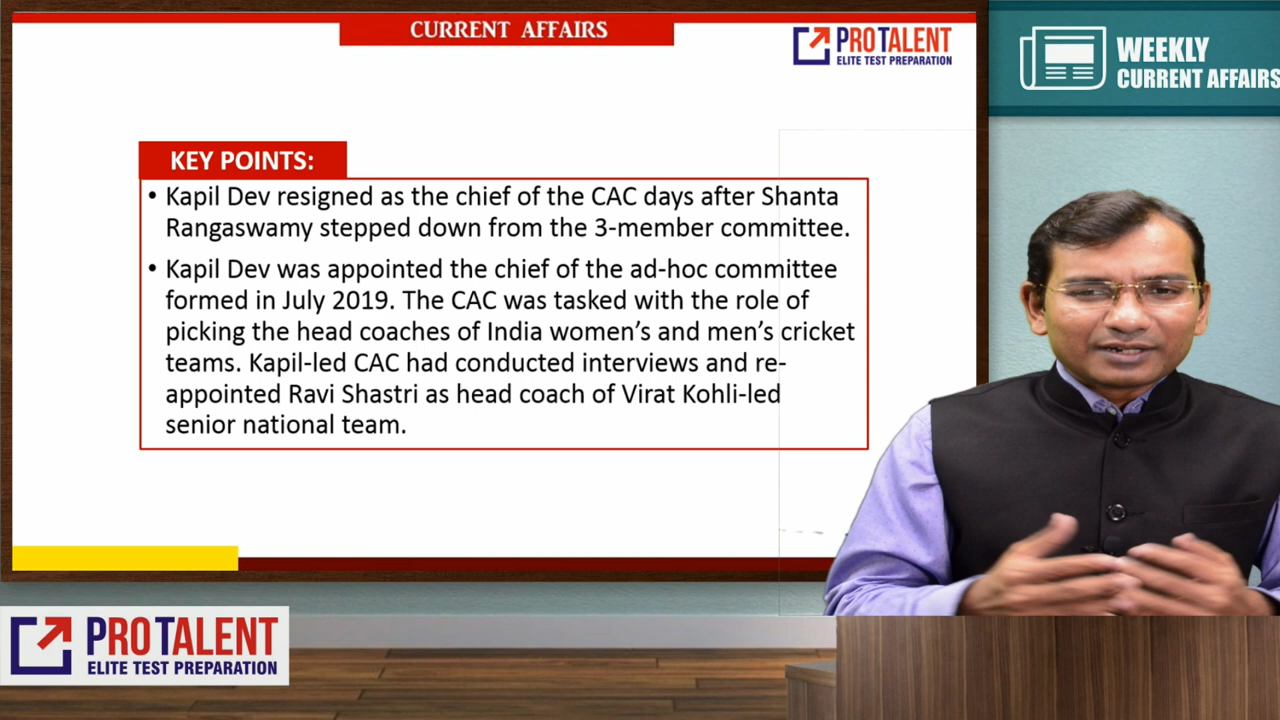 CURRENT AFFAIRS
PROTALENT
ELITE TEST PREPARATION
WEEKLY
CURRENT AFFAIRS
KEY POINTS:
• Kapil Dev resigned as the chief of the CAC days after Shanta
Rangaswamy stepped down from the 3-member committee.
• Kapil Dev was appointed the chief of the ad-hoc committee
formed in July 2019. The CAC was tasked with the role of
picking the head coaches of India women's and men's cricket
teams. Kapil-led CAC had conducted interviews and re-
appointed Ravi Shastri as head coach of Virat Kohli-led
senior national team.
PROTALENT
ELITE TEST PREPARATION